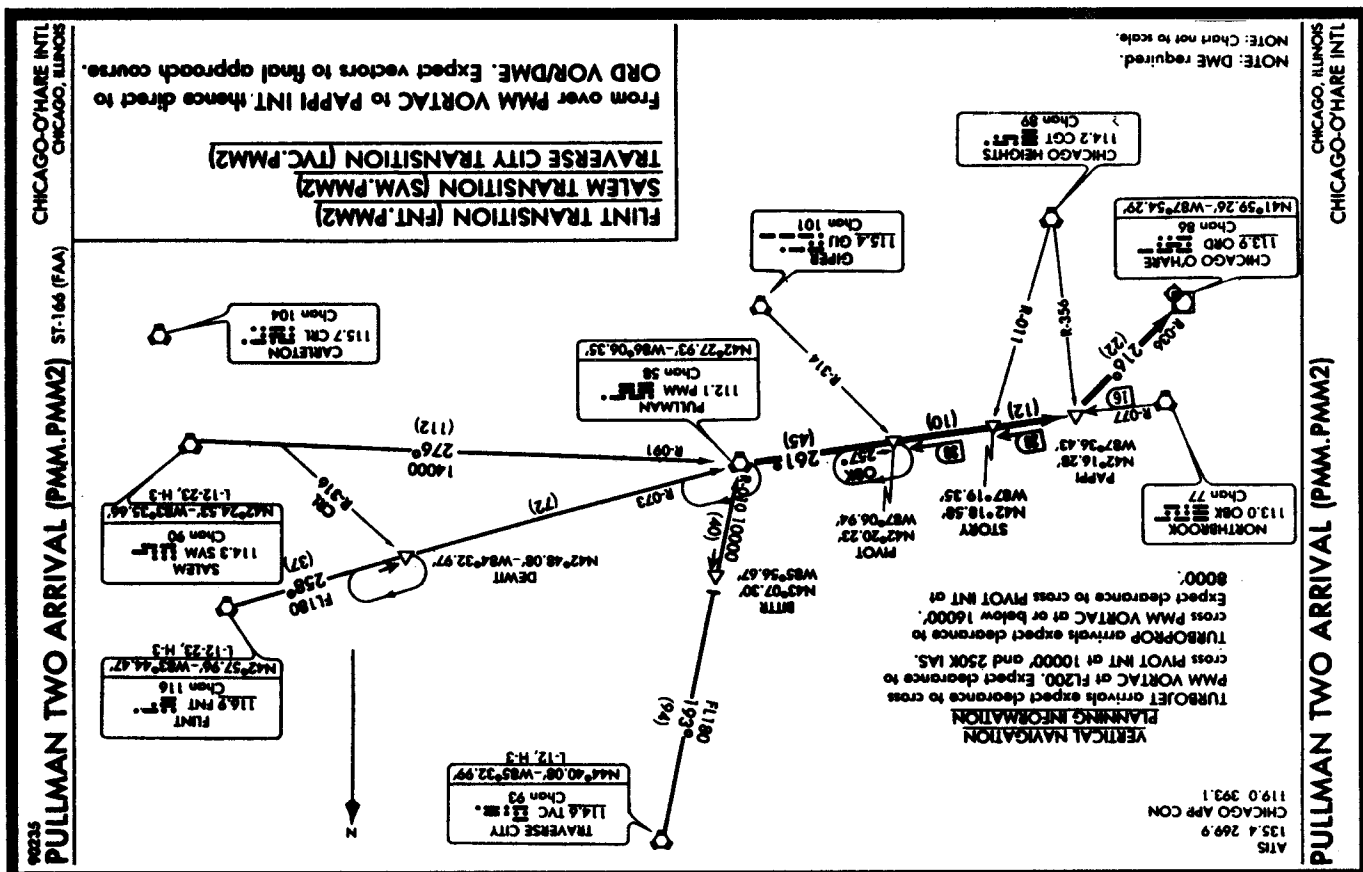 90235
PULLMAN TWO ARRIVAL (PMM.PMM2) ST-166 (FAA)
CHICAGO-O'HARE INTL
CHICAGO, ILLINOIS
ATIS
135.4 269.9
CHICAGO APP CON
119.0 393.1
VERTICAL NAVIGATION
PLANNING INFORMATION
TURBOJET arrivals expect clearance to cross
PMM VORTAC at FL200. Expect clearance to
cross PIVOT INT at 10000' and 250K IAS.
TURBOPROP arrivals expect clearance to
cross PMM VORTAC at or below 16000'.
Expect clearance to cross PIVOT INT at
8000'.
TRAVERSE CITY
114.6 TVC
Chan 93
N44°40.08'-W85°32.99'
L-12, H-3
FL180
193°
(94)
N
FLINT
116.9 FNT
Chan 116
N42°57.96'-W83°44.47'
L-12-23, H-3
FL180
258°
(37)
BITTR
N43°07.30'
W85°56.67'
(40)
R-010 10000
DEWIT
N42°48.08'-W84°32.97'
(72)
R-073
CRL
R-316
SALEM
114.3 SVM
Chan 90
N42°24.53'-W83°35.66'
L-12-23, H-3
14000
276°
(112)
R-091
NORTHBROOK
113.0 OBK
Chan 77
R-077
16
PAPPI
N42°16.28'
W87°36.43'
STORY
N42°18.58'
W87°19.35'
PIVOT
N42°20.23'
W87°06.94'
OBK
257°
28
38
(12)
(10)
261°
(45)
PULLMAN
112.1 PMM
Chan 58
N42°27.93'-W86°06.35'
216°
(22)
R-036
R-356
R-011
R-314
CARLETON
115.7 CRL
Chan 104
CHICAGO O'HARE
113.9 ORD
Chan 86
N41°59.26'-W87°54.29'
GIPER
115.4 GIJ
Chan 101
CHICAGO HEIGHTS
114.2 CGT
Chan 89
FLINT TRANSITION (FNT.PMM2)
SALEM TRANSITION (SVM.PMM2)
TRAVERSE CITY TRANSITION (TVC.PMM2)
From over PMM VORTAC to PAPPI INT. thence direct to
ORD VOR/DME. Expect vectors to final approach course.
NOTE: DME required.
NOTE: Chart not to scale.
PULLMAN TWO ARRIVAL (PMM.PMM2)
CHICAGO, ILLINOIS
CHICAGO-O'HARE INTL